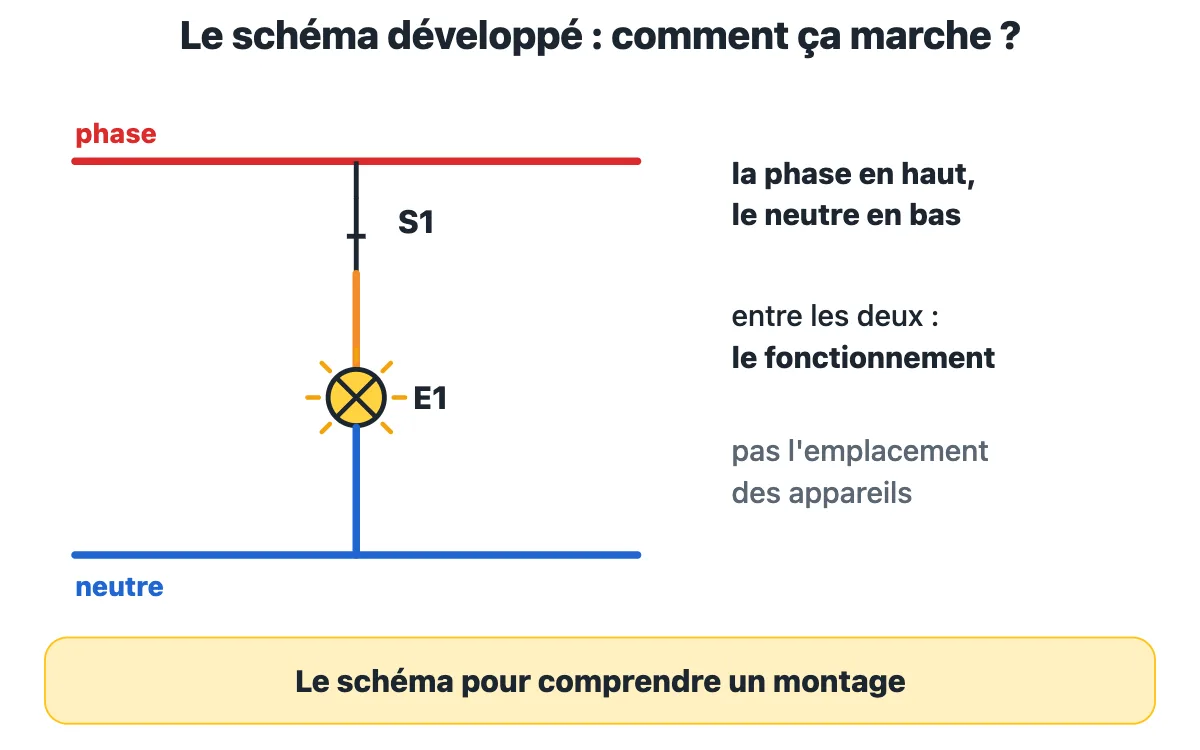 Le schéma développé : comment ça marche ?
phase
S1
E1
neutre
la phase en haut,
le neutre en bas
entre les deux :
le fonctionnement
pas l'emplacement
des appareils
Le schéma pour comprendre un montage